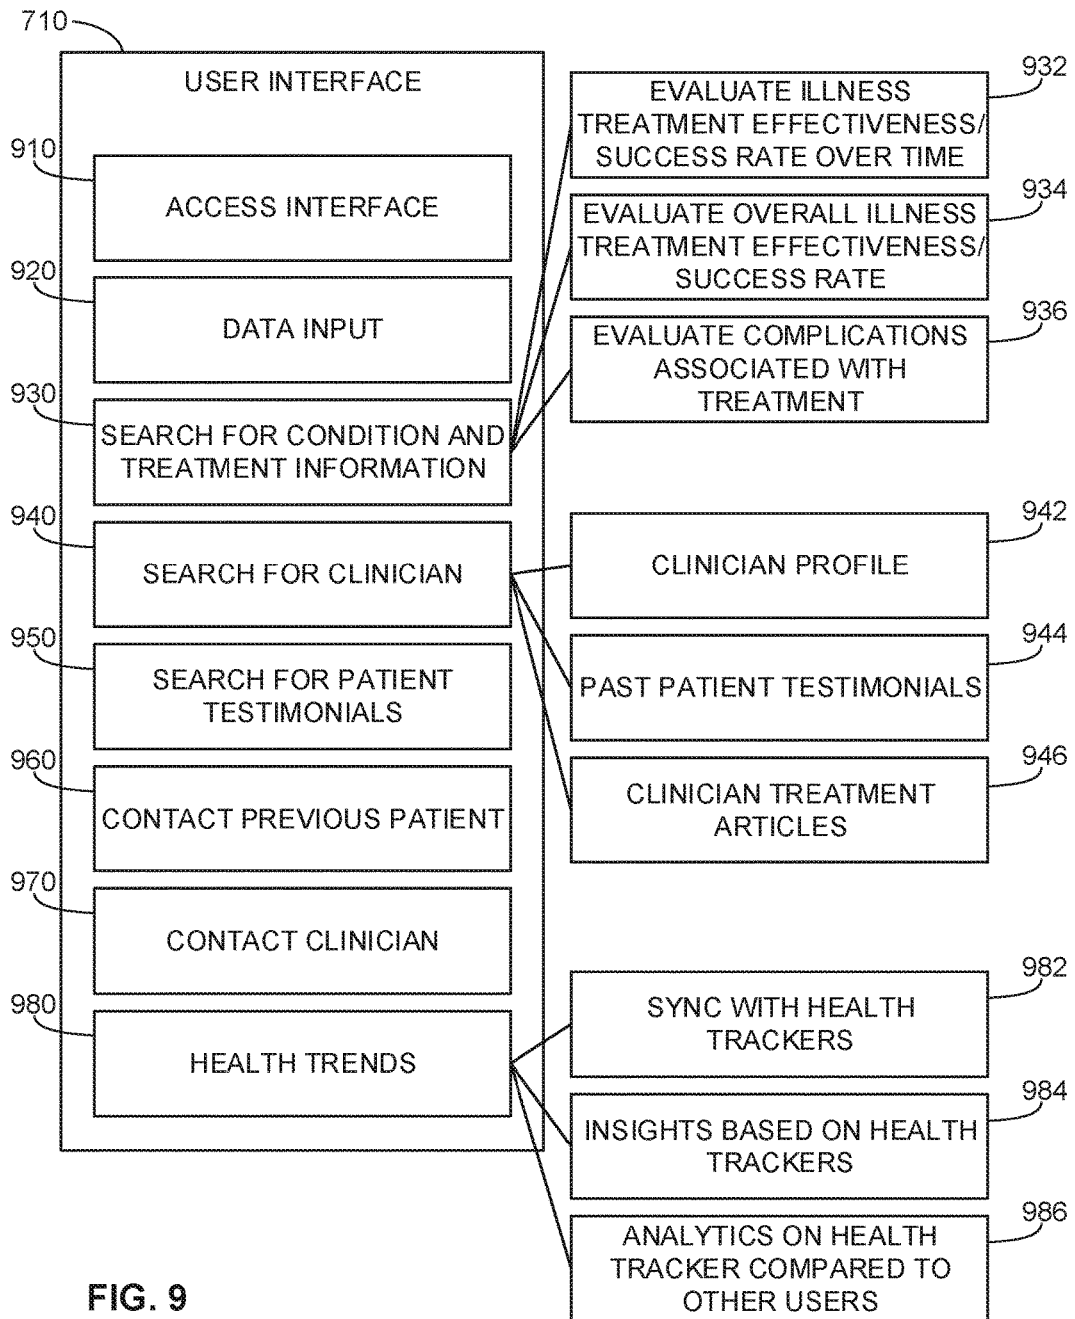 710
USER INTERFACE
910
ACCESS INTERFACE
920
DATA INPUT
930
SEARCH FOR CONDITION AND
TREATMENT INFORMATION
940
SEARCH FOR CLINICIAN
950
SEARCH FOR PATIENT
TESTIMONIALS
960
CONTACT PREVIOUS PATIENT
970
CONTACT CLINICIAN
980
HEALTH TRENDS
932
EVALUATE ILLNESS
TREATMENT EFFECTIVENESS/
SUCCESS RATE OVER TIME
934
EVALUATE OVERALL ILLNESS
TREATMENT EFFECTIVENESS/
SUCCESS RATE
936
EVALUATE COMPLICATIONS
ASSOCIATED WITH
TREATMENT
942
CLINICIAN PROFILE
944
PAST PATIENT TESTIMONIALS
946
CLINICIAN TREATMENT
ARTICLES
982
SYNC WITH HEALTH
TRACKERS
984
INSIGHTS BASED ON HEALTH
TRACKERS
986
ANALYTICS ON HEALTH
TRACKER COMPARED TO
OTHER USERS
FIG. 9